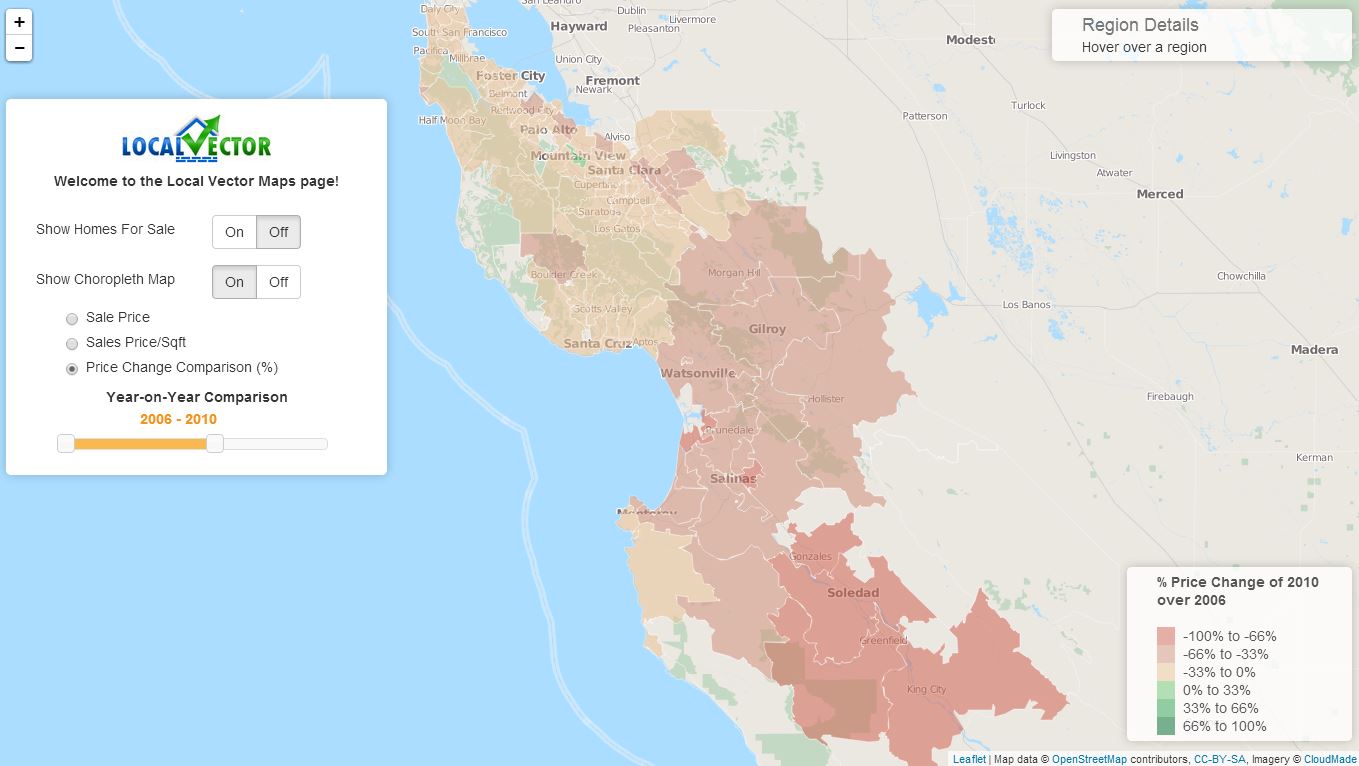 +
−
LOCALVECTOR
Welcome to the Local Vector Maps page!
Show Homes For Sale
On
Off
Show Choropleth Map
On
Off
Sale Price
Sales Price/Sqft
Price Change Comparison (%)
Year-on-Year Comparison
2006 - 2010
Region Details
Hover over a region
San Leandro
Daly City
Dublin
Livermore
Hayward
Pleasanton
South San Francisco
Pacifica
Millbrae
Union City
Foster City
Fremont
Belmont
Newark
Redwood City
Half Moon Bay
Palo Alto
Alviso
Mountain View
Santa Clara
Cupertino
Campbell
Saratoga
Los Gatos
Boulder Creek
Scotts Valley
Santa Cruz
Aptos
Morgan Hill
Gilroy
Watsonville
Hollister
Prunedale
Salinas
Monterey
Gonzales
Soledad
Greenfield
King City
Modesto
Turlock
Patterson
Livingston
Atwater
Merced
Chowchilla
Los Banos
Madera
Firebaugh
Kerman
% Price Change of 2010
over 2006
-100% to -66%
-66% to -33%
-33% to 0%
0% to 33%
33% to 66%
66% to 100%
Leaflet | Map data © OpenStreetMap contributors, CC-BY-SA, Imagery © CloudMade